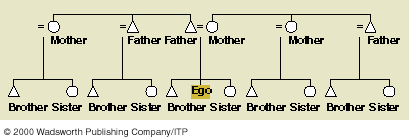 = Mother Father Father = Mother = Mother = Father
Ego
Brother Sister Brother Sister Brother Sister Brother Sister Brother Sister
© 2000 Wadsworth Publishing Company/ITP